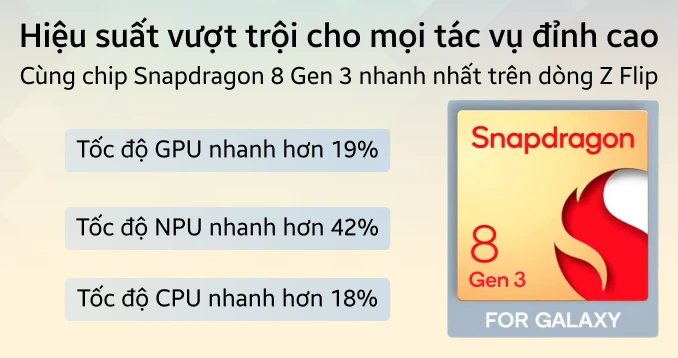 Hiệu suất vượt trội cho mọi tác vụ đỉnh cao
Cùng chip Snapdragon 8 Gen 3 nhanh nhất trên dòng Z Flip
Tốc độ GPU nhanh hơn 19%
Tốc độ NPU nhanh hơn 42%
Tốc độ CPU nhanh hơn 18%
Snapdragon
8
Gen 3
FOR GALAXY